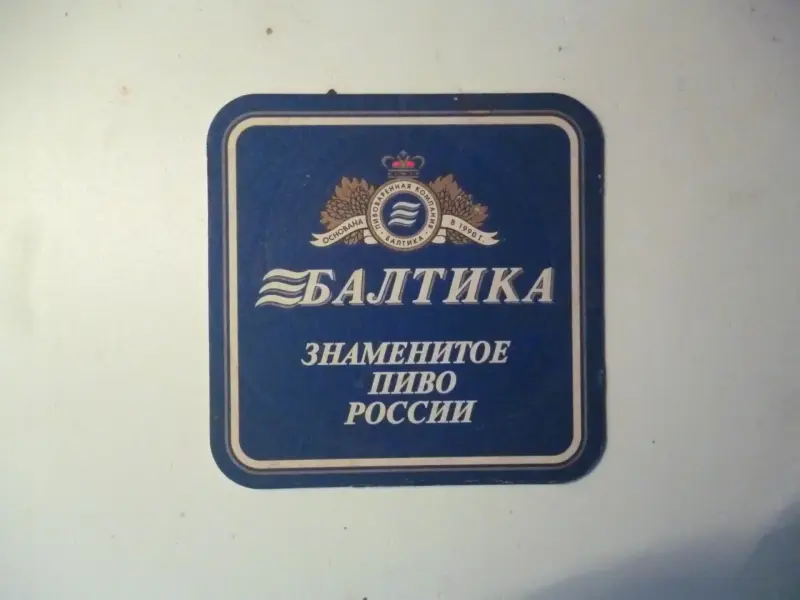 ПИВОВАРЕННАЯ КОМПАНИЯ
БАЛТИКА
ОСНОВАНА В 1990 Г.
БАЛТИКА
ЗНАМЕНИТОЕ
ПИВО
РОССИИ